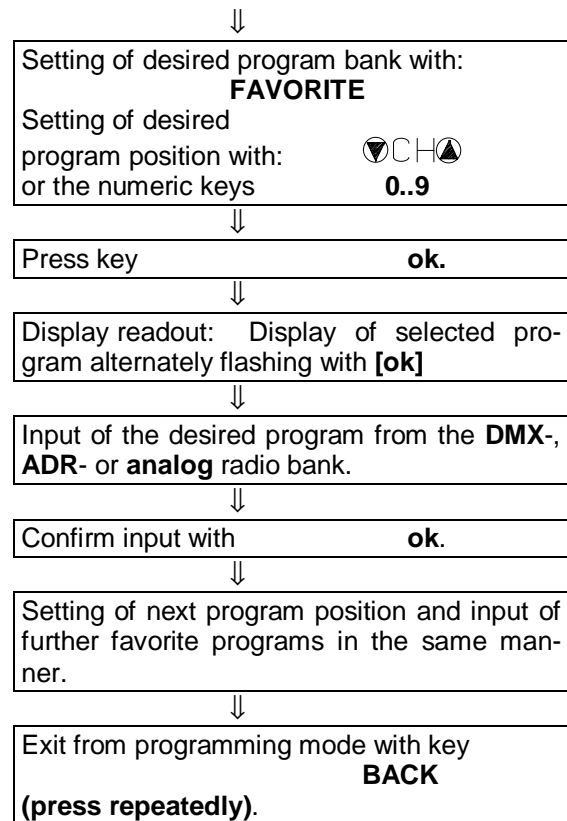 ⇓
Setting of desired program bank with:
FAVORITE
Setting of desired
program position with: ▼CH▲
or the numeric keys 0..9
⇓
Press key ok.
⇓
Display readout: Display of selected pro-
gram alternately flashing with [ok]
⇓
Input of the desired program from the DMX-,
ADR- or analog radio bank.
⇓
Confirm input with ok.
⇓
Setting of next program position and input of
further favorite programs in the same man-
ner.
⇓
Exit from programming mode with key
BACK
(press repeatedly).